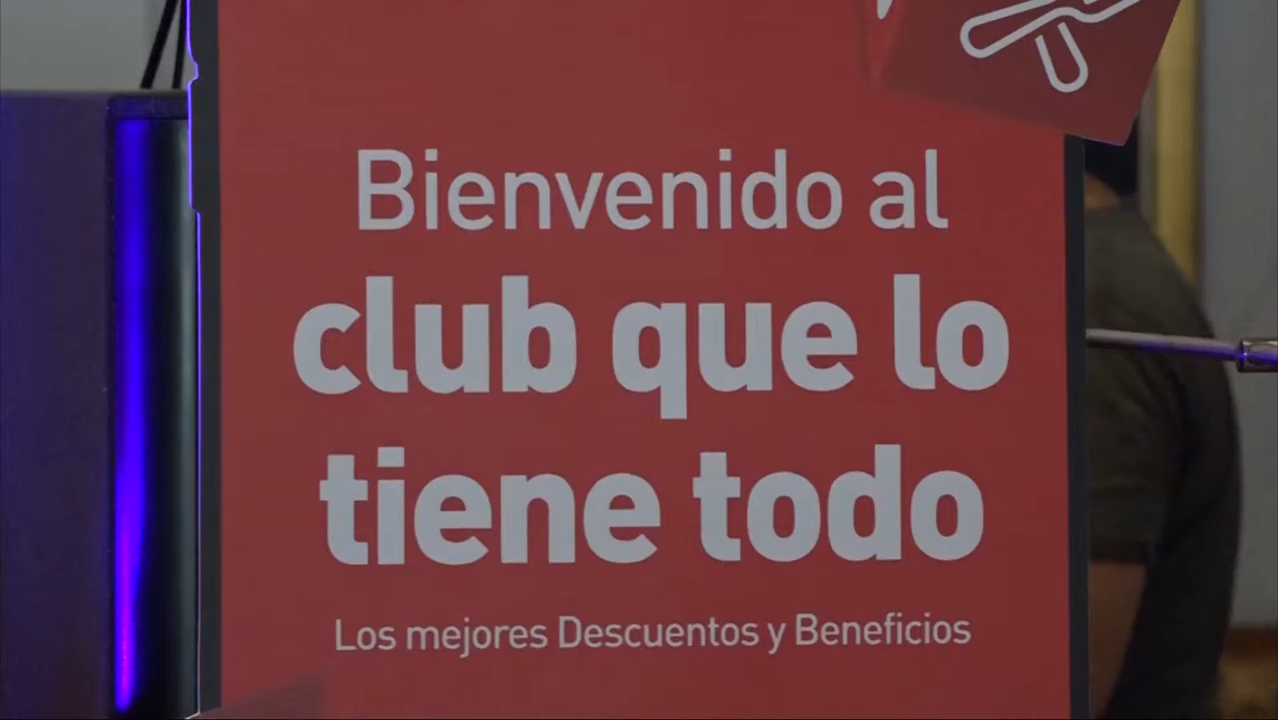 Bienvenido al
club que lo
tiene todo
Los mejores Descuentos y Beneficios